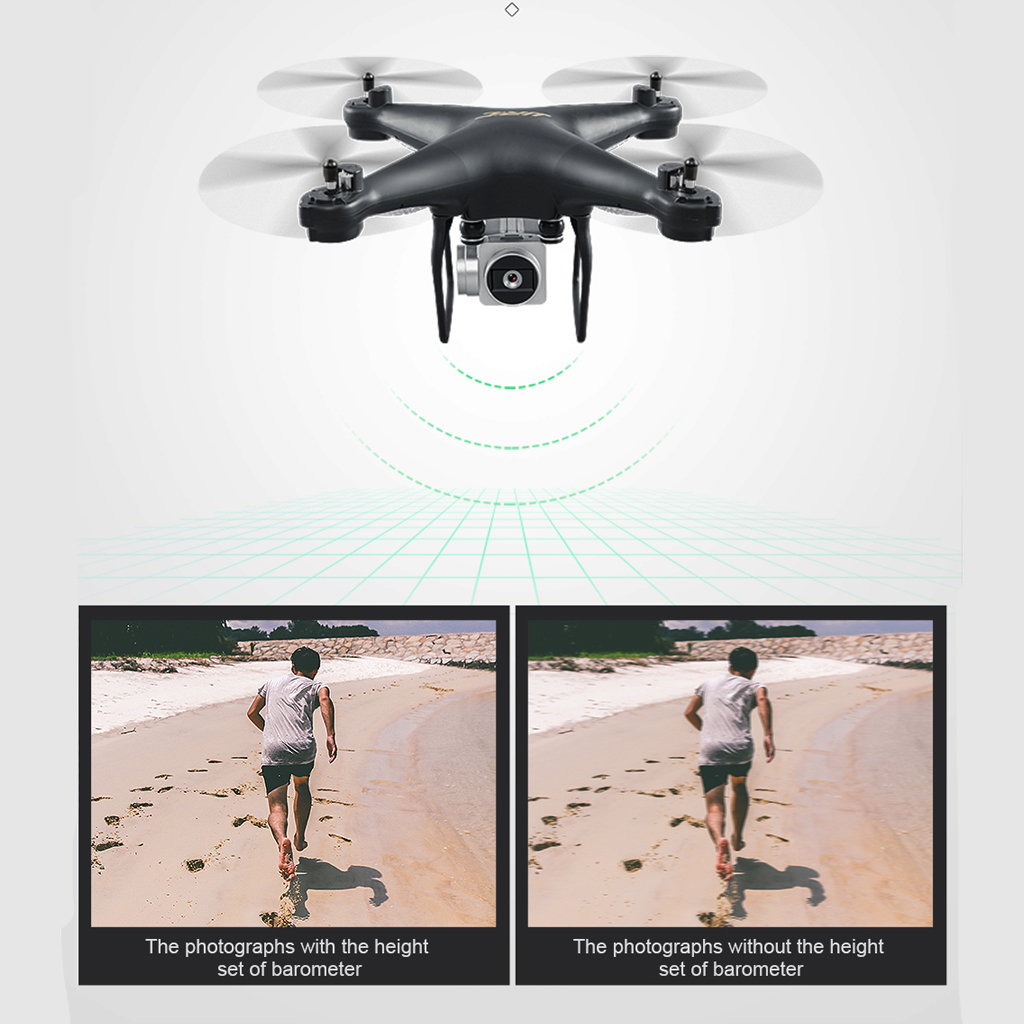 The photographs with the height
set of barometer
The photographs without the height
set of barometer